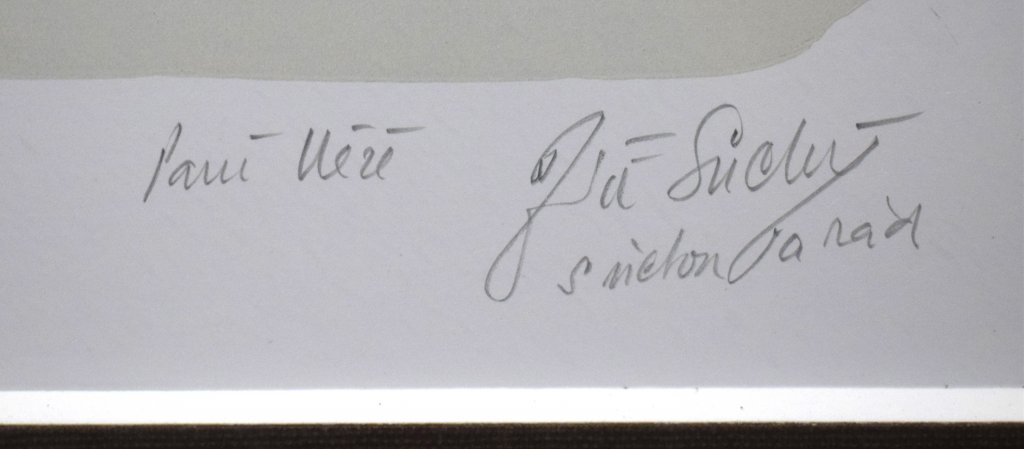 Paní Věře Jiří Suchý
s úctou a rád